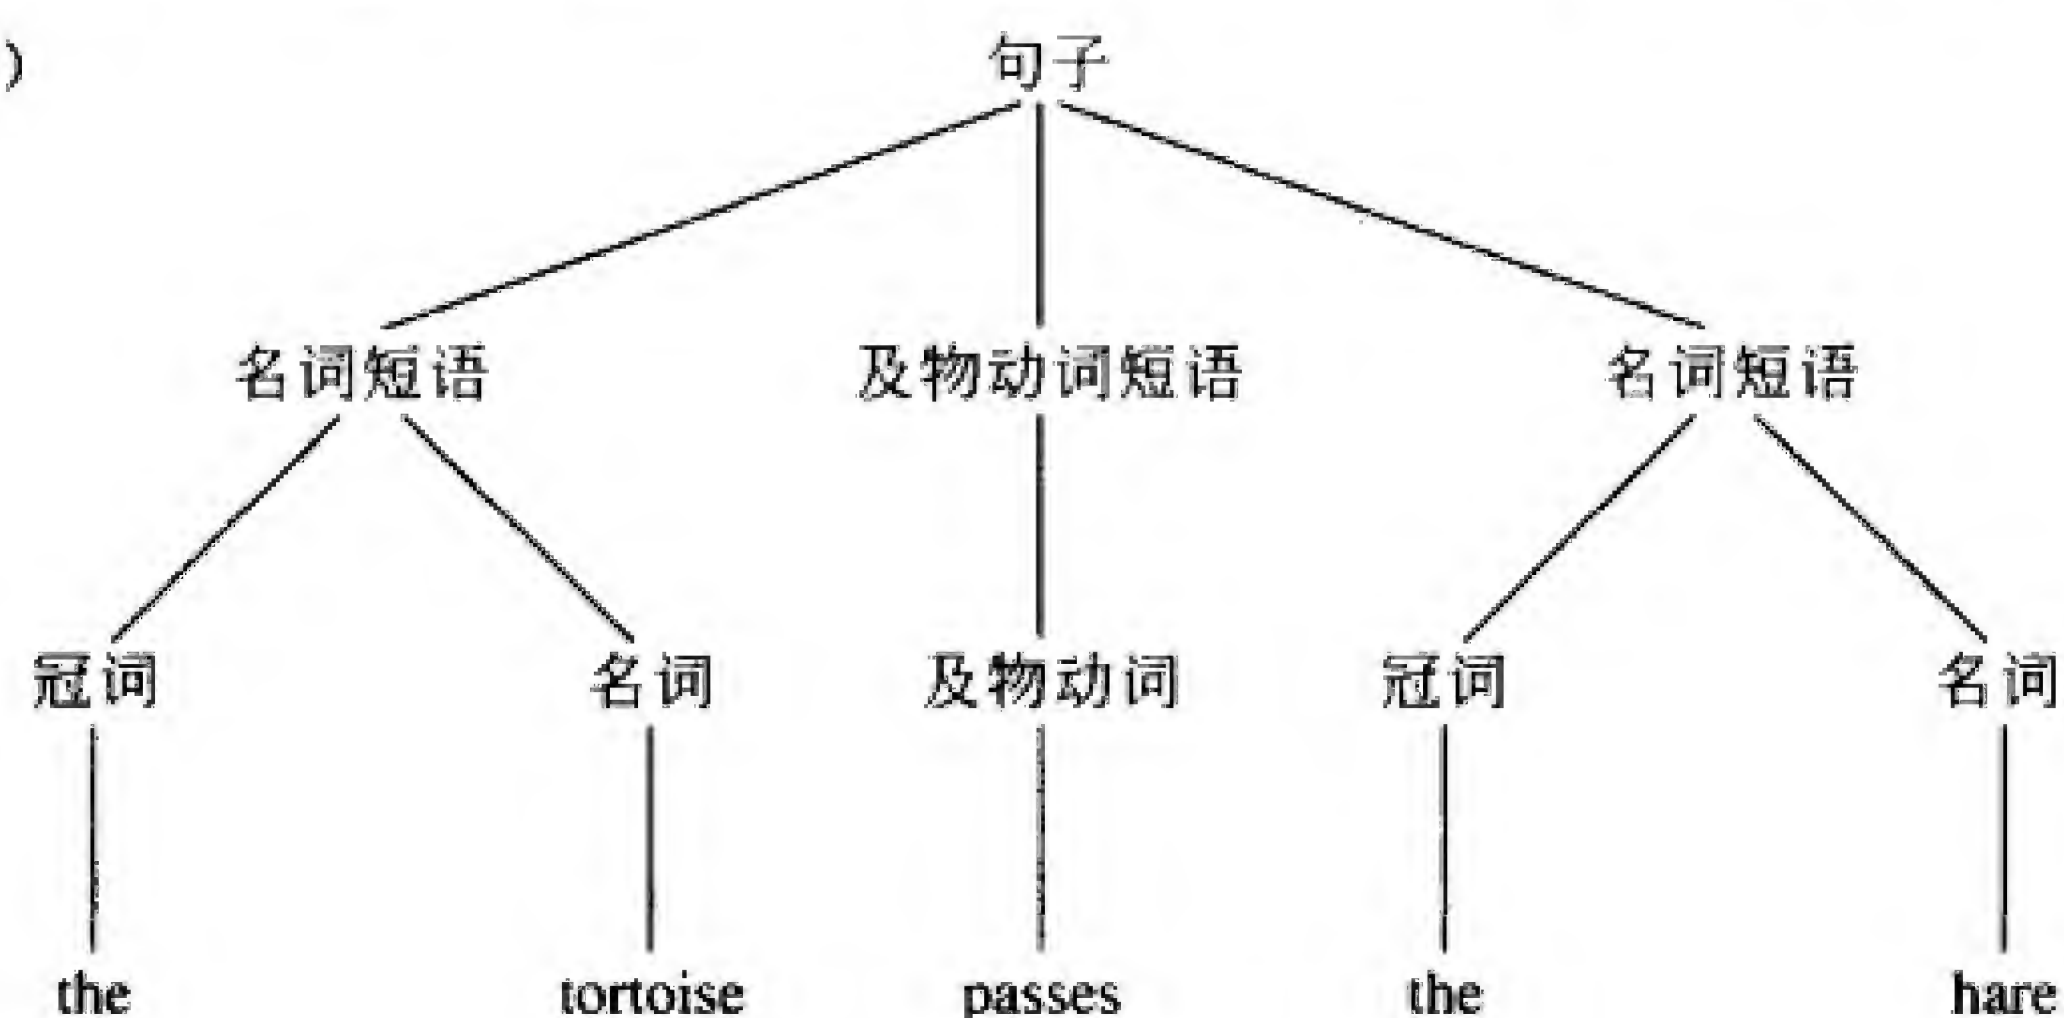 ) 句子
名词短语 及物动词短语 名词短语
冠词 名词 及物动词 冠词 名词
the tortoise passes the hare